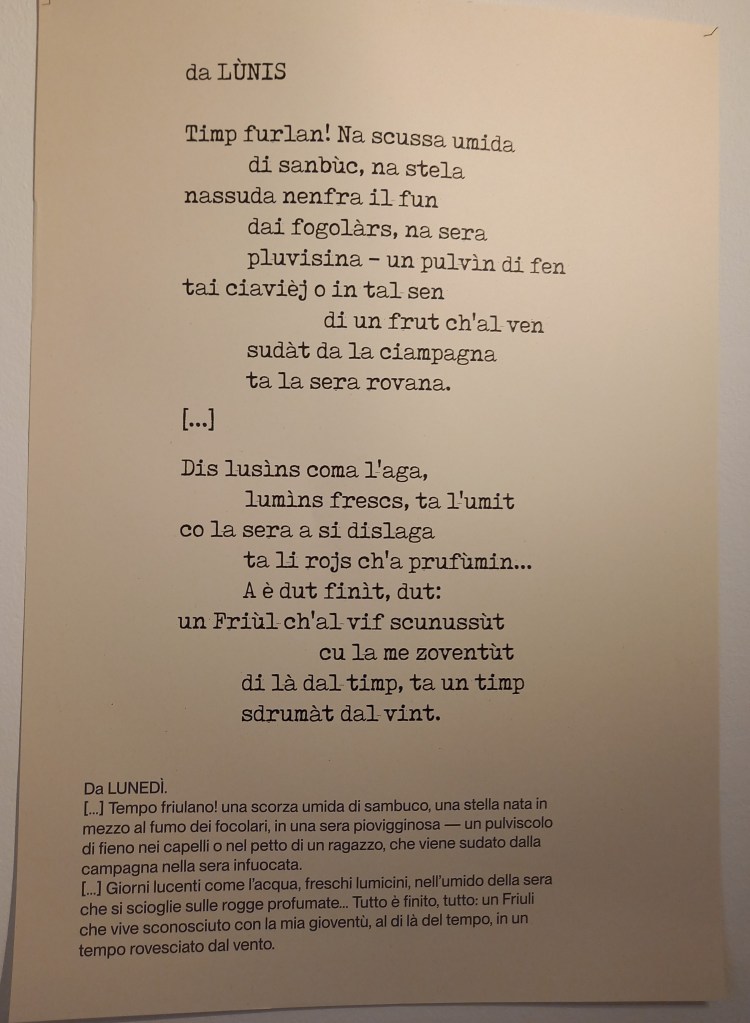 da LÙNIS
Timp furlan! Na scussa umida
di sanbùc, na stela
nassuda nenfra il fun
dai fogolàrs, na sera
pluvisina – un pulvìn di fen
tai ciavièj o in tal sen
di un frut ch'al ven
sudàt da la ciampagna
ta la sera rovana.
[...]
Dis lusìns coma l'aga,
lumìns frescs, ta l'umit
co la sera a si dislaga
ta li rojs ch'a prufùmin...
A è dut finìt, dut:
un Friùl ch'al vif scunussùt
cu la me zoventùt
di là dal timp, ta un timp
sdrumàt dal vint.
Da LUNEDÌ.
[...] Tempo friulano! una scorza umida di sambuco, una stella nata in
mezzo al fumo dei focolari, in una sera piovigginosa — un pulviscolo
di fieno nei capelli o nel petto di un ragazzo, che viene sudato dalla
campagna nella sera infuocata.
[...] Giorni lucenti come l'acqua, freschi lumicini, nell'umido della sera
che si scioglie sulle rogge profumate... Tutto è finito, tutto: un Friuli
che vive sconosciuto con la mia gioventù, al di là del tempo, in un
tempo rovesciato dal vento.